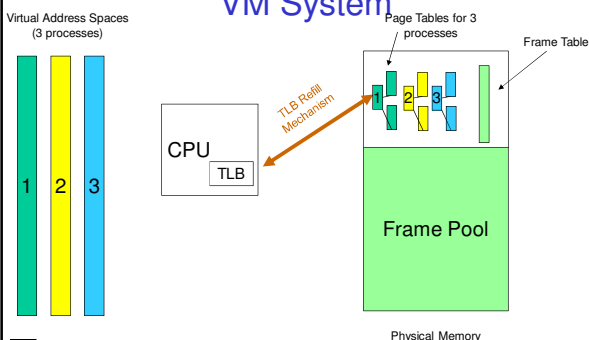 VM System
Virtual Address Spaces
(3 processes)
Page Tables for 3
processes
Frame Table
TLB Refill
Mechanism
1
2
3
CPU
TLB
1
2
3
Frame Pool
Physical Memory